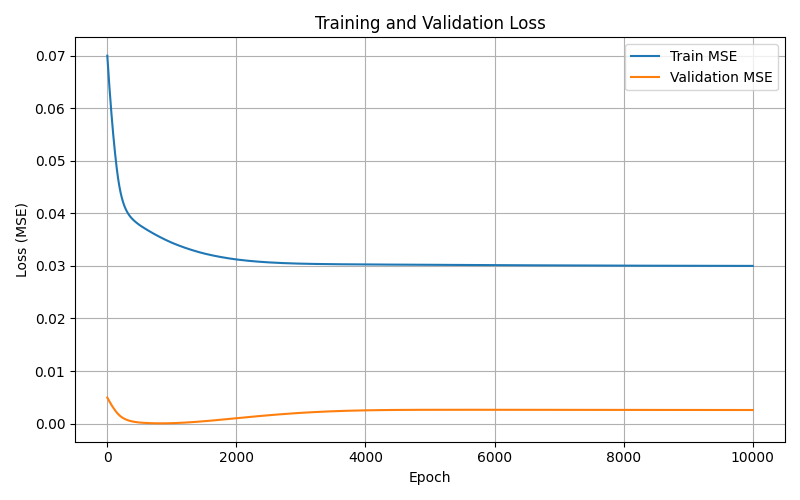 Training and Validation Loss
Train MSE
Validation MSE
0.07
0.06
0.05
0.04
0.03
0.02
0.01
0.00
Loss (MSE)
0
2000
4000
6000
8000
10000
Epoch